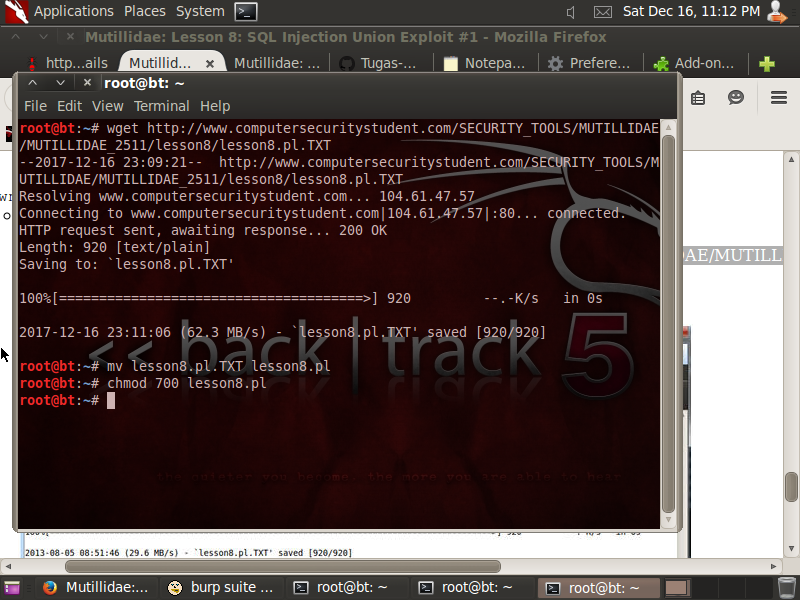 Applications Places System Sat Dec 16, 11:12 PM
Mutillidae: Lesson 8: SQL Injection Union Exploit #1 - Mozilla Firefox
http...ails Mutillid... Mutillidae: ... Tugas-... Notepa... Prefere... Add-on...
root@bt: ~
File Edit View Terminal Help
root@bt:~# wget http://www.computersecuritystudent.com/SECURITY_TOOLS/MUTILLIDAE
/MUTILLIDAE_2511/lesson8/lesson8.pl.TXT
--2017-12-16 23:09:21-- http://www.computersecuritystudent.com/SECURITY_TOOLS/M
UTILLIDAE/MUTILLIDAE_2511/lesson8/lesson8.pl.TXT
Resolving www.computersecuritystudent.com... 104.61.47.57
Connecting to www.computersecuritystudent.com|104.61.47.57|:80... connected.
HTTP request sent, awaiting response... 200 OK
Length: 920 [text/plain]
Saving to: `lesson8.pl.TXT'
100%[======================================>] 920 --.-K/s in 0s
2017-12-16 23:11:06 (62.3 MB/s) - `lesson8.pl.TXT' saved [920/920]
root@bt:~# mv lesson8.pl.TXT lesson8.pl
root@bt:~# chmod 700 lesson8.pl
root@bt:~#
<< back | track 5
the quieter you become, the more you are able to hear
DAE/MUTILL
2013-08-05 08:51:46 (29.6 MB/s) - `lesson8.pl.TXT' saved [920/920]
Mutillidae:... burp suite ... root@bt: ~ root@bt: ~ root@bt: ~